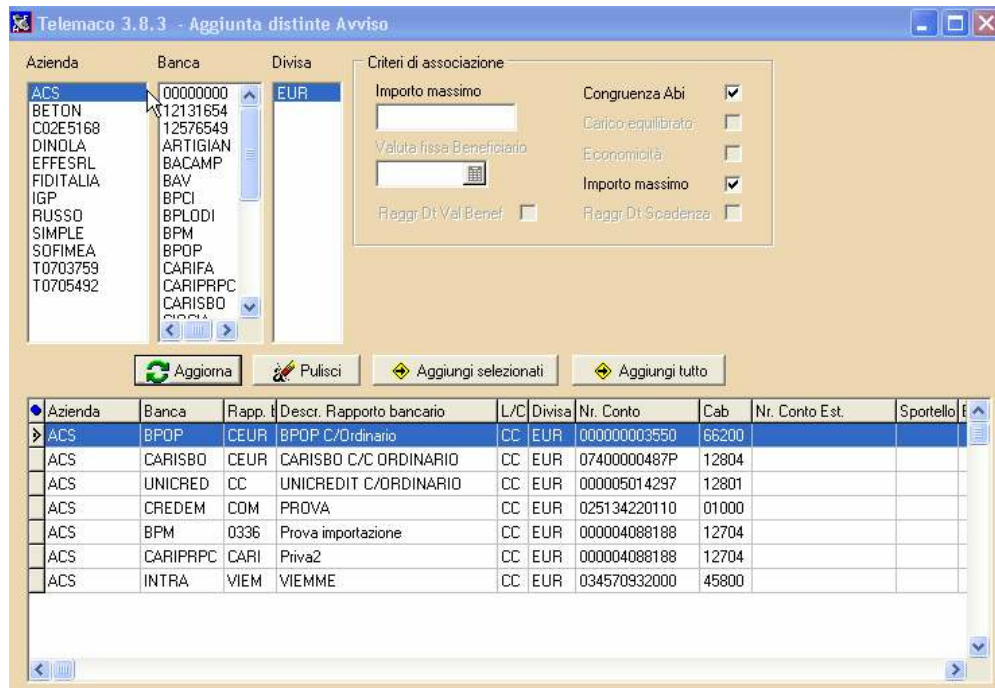 Telemaco 3.8.3 - Aggiunta distinte Avviso
Azienda Banca Divisa Criteri di associazione
ACS
BETON
C02E5168
DINOLA
EFFESRL
FIDITALIA
IGP
RUSSO
SIMPLE
SOFIMEA
T0703759
T0705492
00000000
12131654
12576549
ARTIGIAN
BACAMP
BAV
BPCI
BPLODI
BPM
BPOP
CARIFA
CARIPRPC
CARISBO
EUR
Importo massimo
Valuta fissa Beneficiario
Raggr Dt Val Benef
Congruenza Abi
Carico equilibrato
Economicità
Importo massimo
Raggr Dt Scadenza
Aggiorna Pulisci Aggiungi selezionati Aggiungi tutto
Azienda Banca Rapp. Descr. Rapporto bancario L/C Divisa Nr. Conto Cab Nr. Conto Est. Sportello
ACS BPOP CEUR BPOP C/Ordinario CC EUR 000000003550 66200
ACS CARISBO CEUR CARISBO C/C ORDINARIO CC EUR 07400000487P 12804
ACS UNICRED CC UNICREDIT C/ORDINARIO CC EUR 000005014297 12801
ACS CREDEM COM PROVA CC EUR 025134220110 01000
ACS BPM 0336 Prova importazione CC EUR 000004088188 12704
ACS CARIPRPC CARI Priva2 CC EUR 000004088188 12704
ACS INTRA VIEM VIEMME CC EUR 034570932000 45800